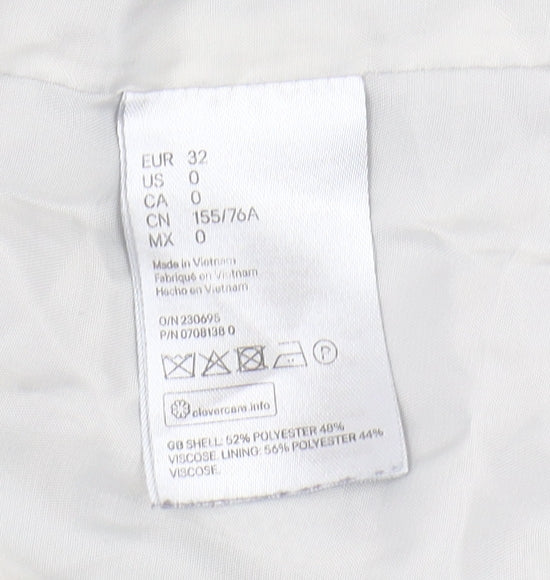 EUR 32
US 0
CA 0
CN 155/76A
MX 0
Made in Vietnam
Fabriqué en Vietnam
Hecho en Vietnam
O/N 230695
P/N 0708138 0
P
clevercare.info
GB SHELL: 52% POLYESTER 48%
VISCOSE. LINING: 56% POLYESTER 44%
VISCOSE.